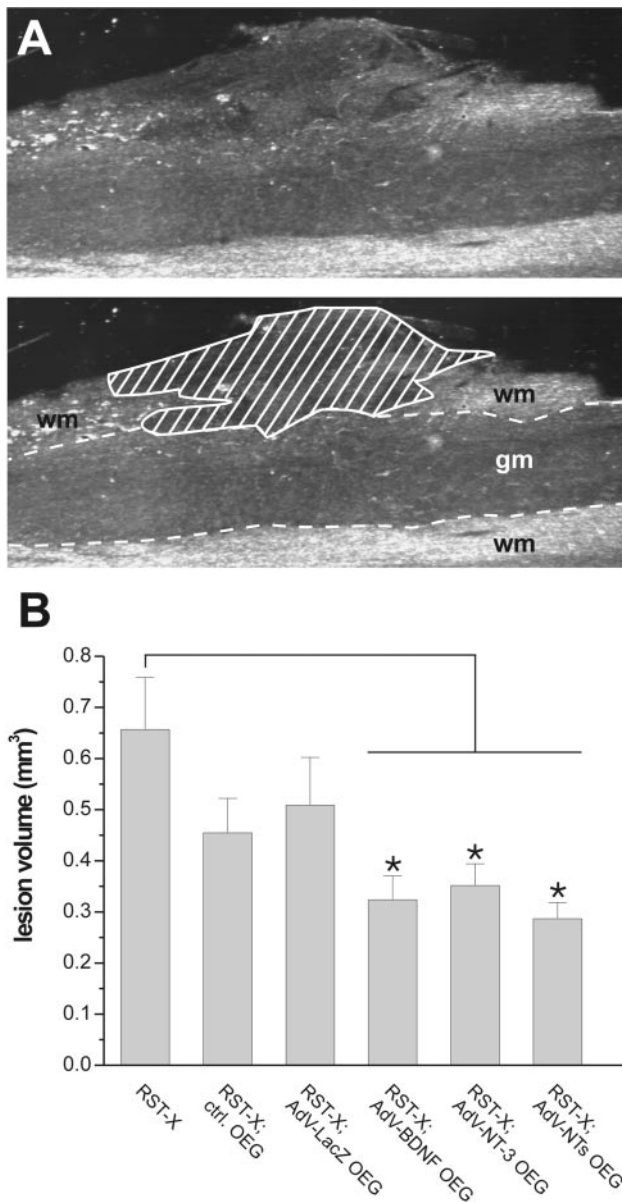 A
wm
wm
gm
wm
B
lesion volume (mm³)
0.8
0.7
0.6
0.5
0.4
0.3
0.2
0.1
0.0
*
*
*
RST-X
RST-X;
ctrl. OEG
RST-X;
AdV-LacZ OEG
RST-X;
AdV-BDNF OEG
RST-X;
AdV-NT-3 OEG
RST-X;
AdV-NTs OEG